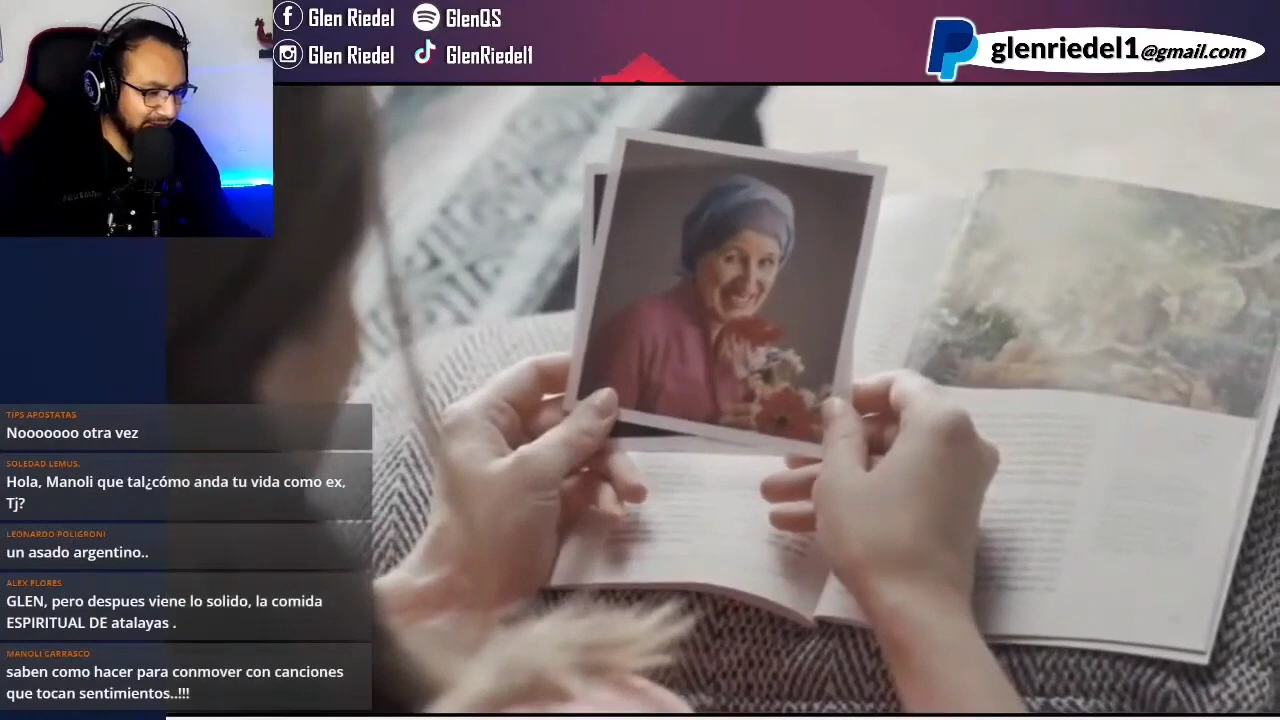 Glen Riedel
GlenQS
Glen Riedel
GlenRiedel1
glenriedel1@gmail.com
TIPS APOSTATAS
Nooooooo otra vez
SOLEDAD LEMUS.
Hola, Manoli que tal¿cómo anda tu vida como ex,
Tj?
LEONARDO POLIGRONI
un asado argentino..
ALEX FLORES
GLEN, pero despues viene lo solido, la comida
ESPIRITUAL DE atalayas .
MANOLI CARRASCO
saben como hacer para conmover con canciones
que tocan sentimientos..!!!